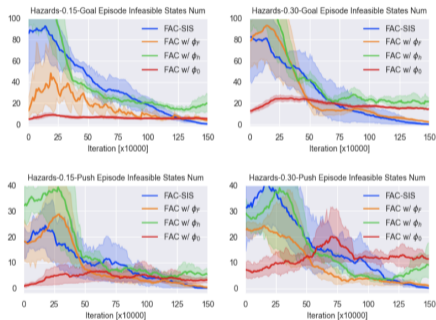 Hazards-0.15-Goal Episode Infeasible States Num
100
80
60
40
20
0
FAC-SIS
FAC w/ ϕF
FAC w/ ϕh
FAC w/ ϕ0
0 25 50 75 100 125 150
Iteration [x10000]
Hazards-0.30-Goal Episode Infeasible States Num
100
80
60
40
20
0
FAC-SIS
FAC w/ ϕF
FAC w/ ϕh
FAC w/ ϕ0
0 25 50 75 100 125 150
Iteration [x10000]
Hazards-0.15-Push Episode Infeasible States Num
40
30
20
10
0
FAC-SIS
FAC w/ ϕF
FAC w/ ϕh
FAC w/ ϕ0
0 25 50 75 100 125 150
Iteration [x10000]
Hazards-0.30-Push Episode Infeasible States Num
40
30
20
10
0
FAC-SIS
FAC w/ ϕF
FAC w/ ϕh
FAC w/ ϕ0
0 25 50 75 100 125 150
Iteration [x10000]